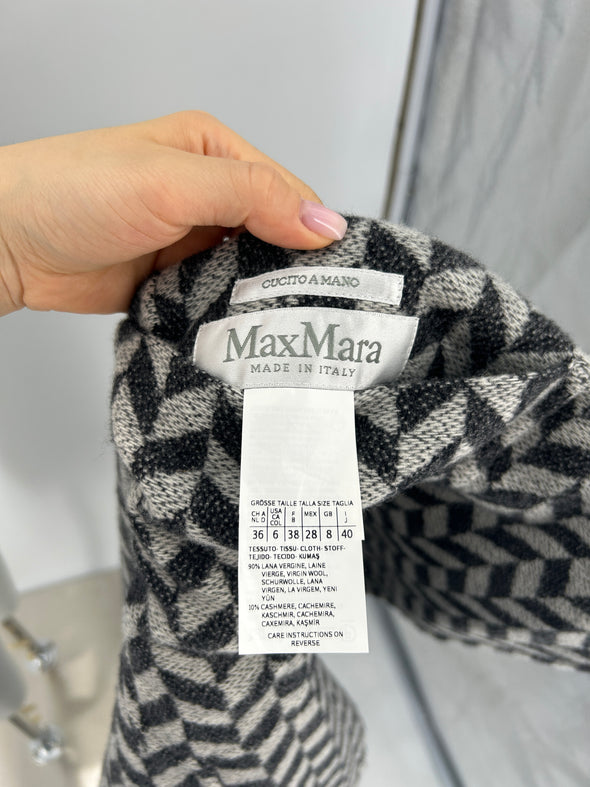 CUCITO A MANO
MaxMara
MADE IN ITALY
GRÖSSE TAILLE TALLA SIZE TAGLIA
CH A NL D USA CA COL F B MEX GB I J
36 6 38 28 8 40
TESSUTO- TISSU- CLOTH- STOFF-
TEJIDO- TECIDO- KUMAŞ
90% LANA VERGINE, LAINE
VIERGE, VIRGIN WOOL,
SCHURWOLLE, LANA
VIRGEN, LA VIRGEM, YENI
YÜN
10% CASHMERE, CACHEMIRE,
KASCHMIR, CACHEMIRA,
CAXEMIRA, KAŞMİR
CARE INSTRUCTIONS ON
REVERSE